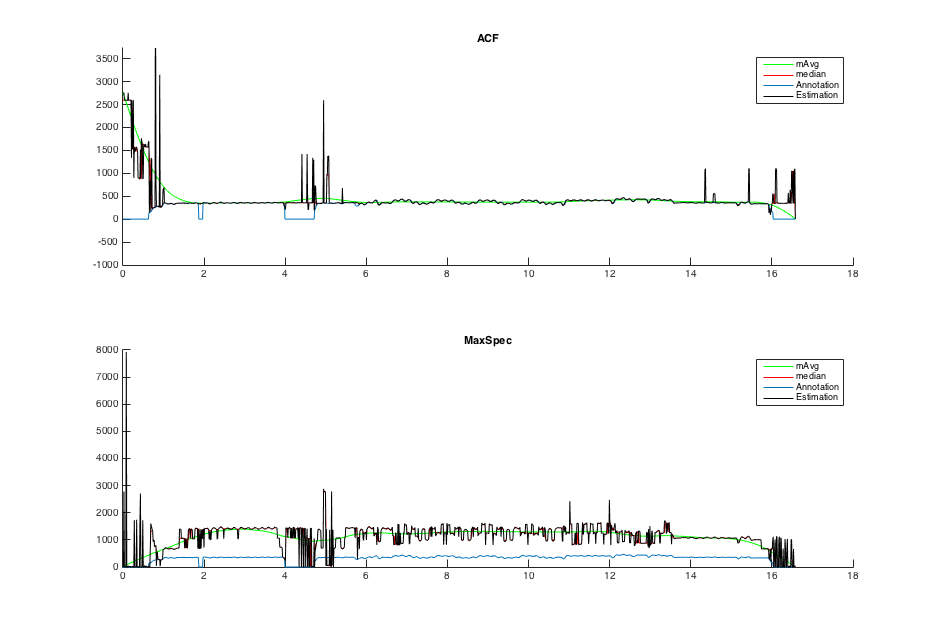 ACF
3500
3000
2500
2000
1500
1000
500
0
-500
-1000
0 2 4 6 8 10 12 14 16 18
mAvg
median
Annotation
Estimation
MaxSpec
8000
7000
6000
5000
4000
3000
2000
1000
0
0 2 4 6 8 10 12 14 16 18
mAvg
median
Annotation
Estimation